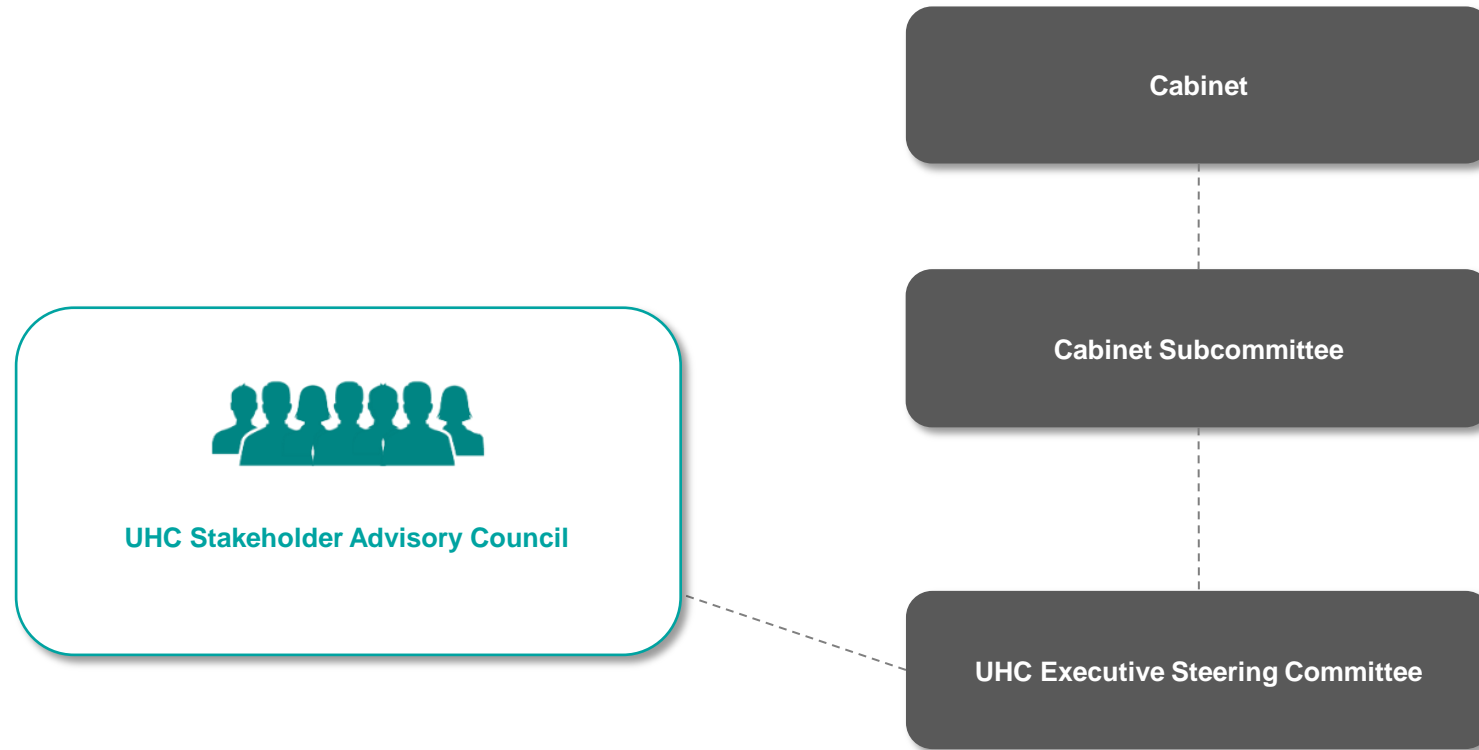 Cabinet
Cabinet Subcommittee
UHC Stakeholder Advisory Council
UHC Executive Steering Committee